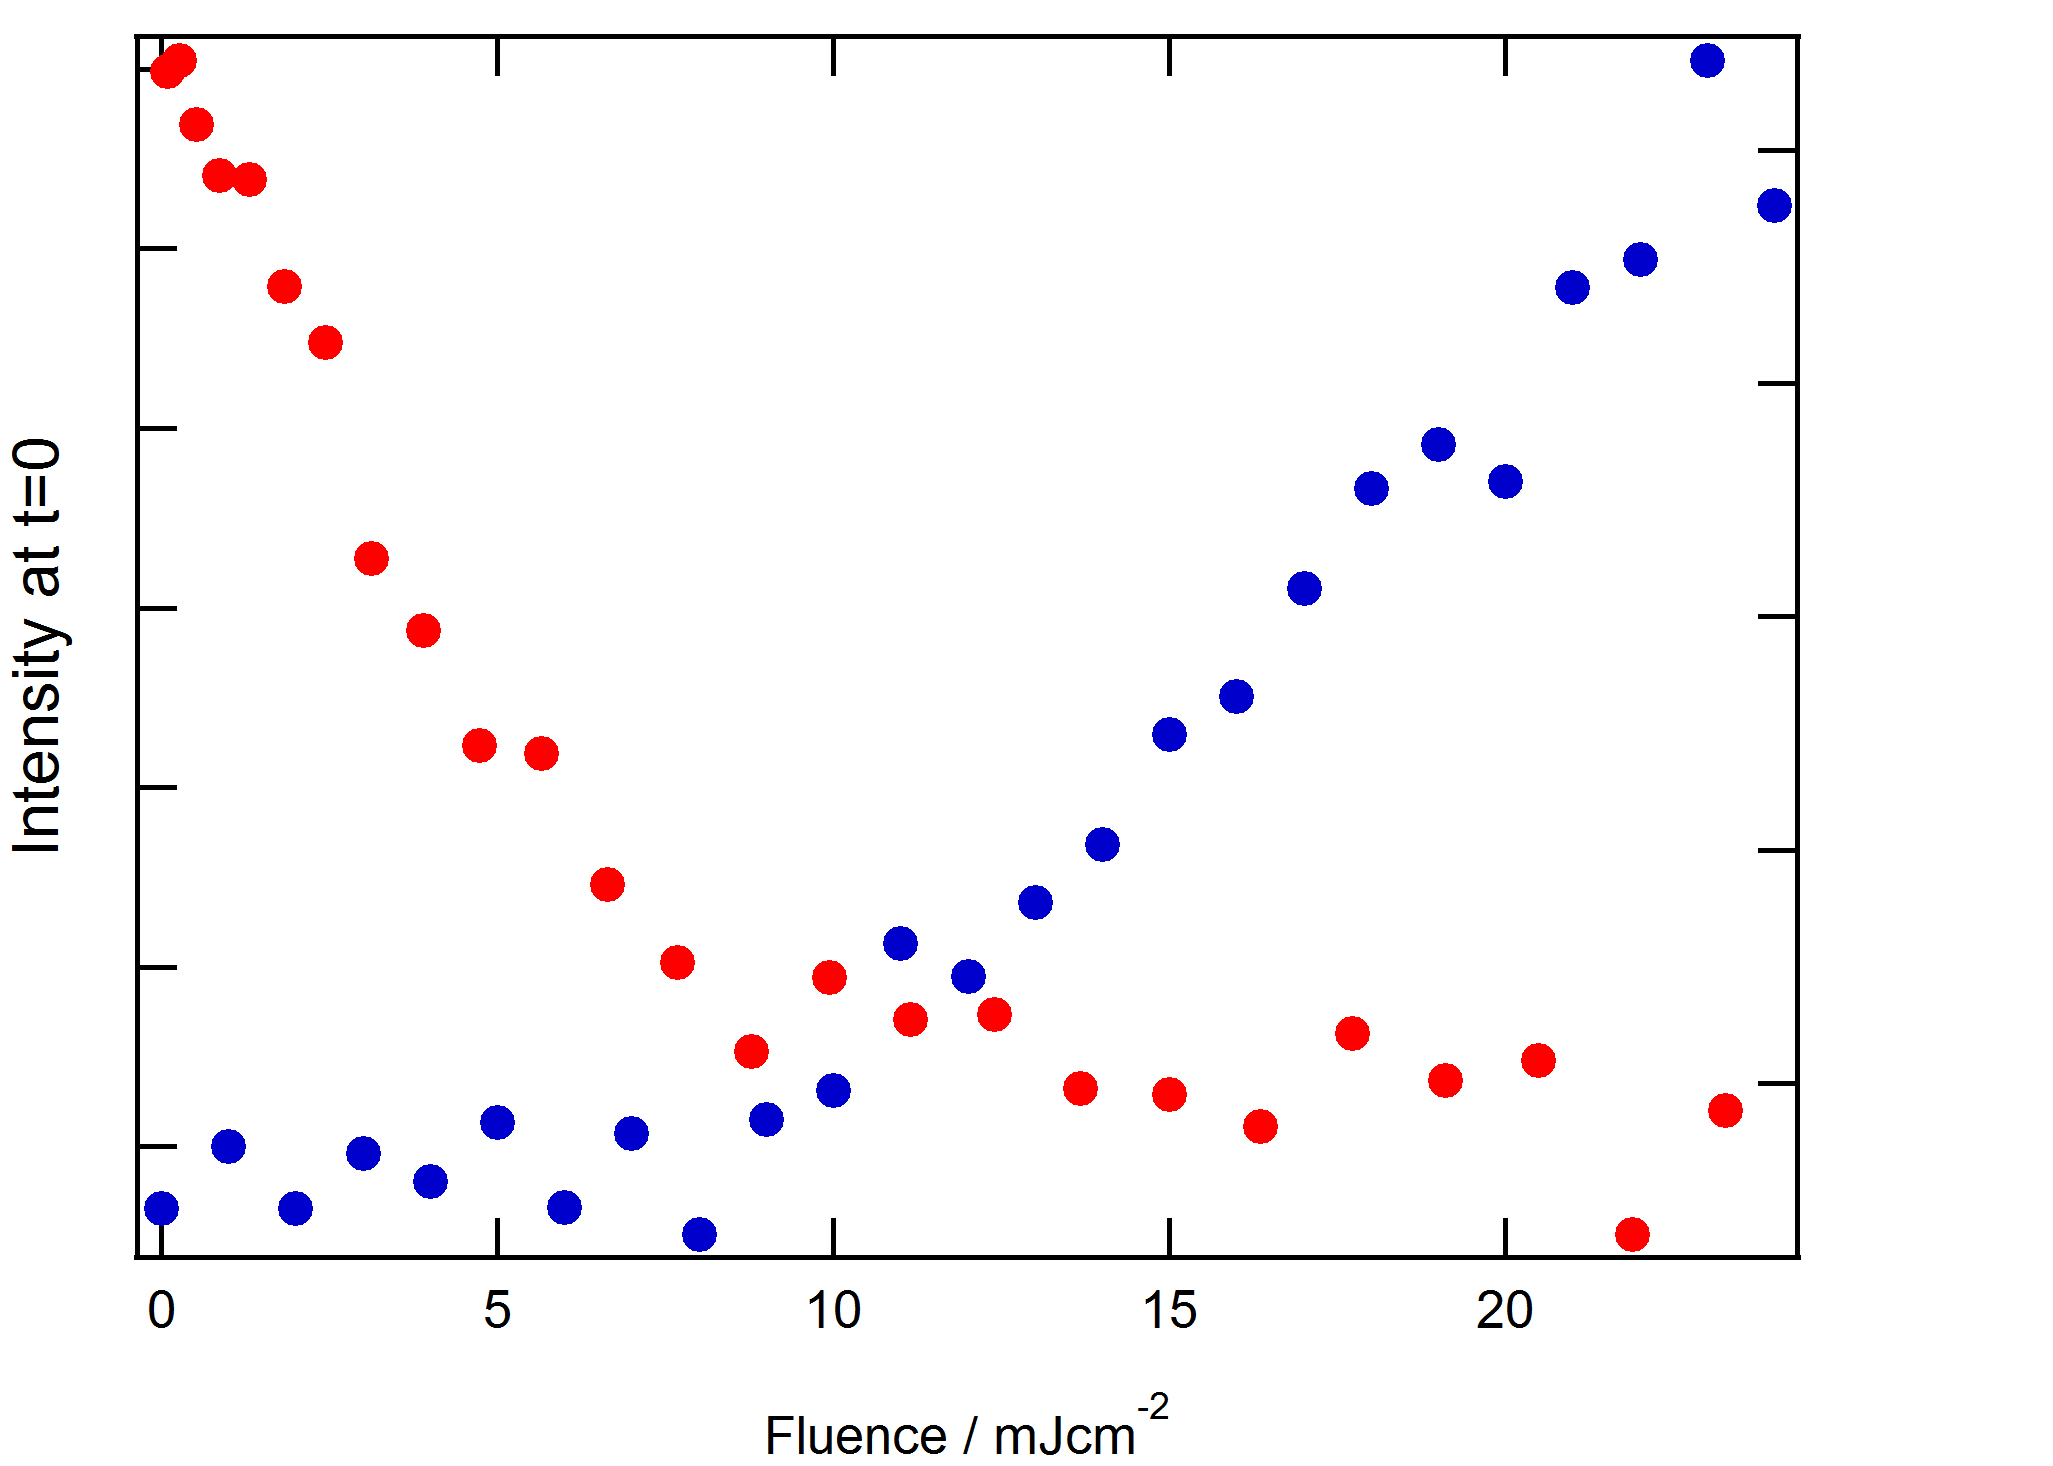 Intensity at t=0
0 5 10 15 20
Fluence / mJcm⁻²